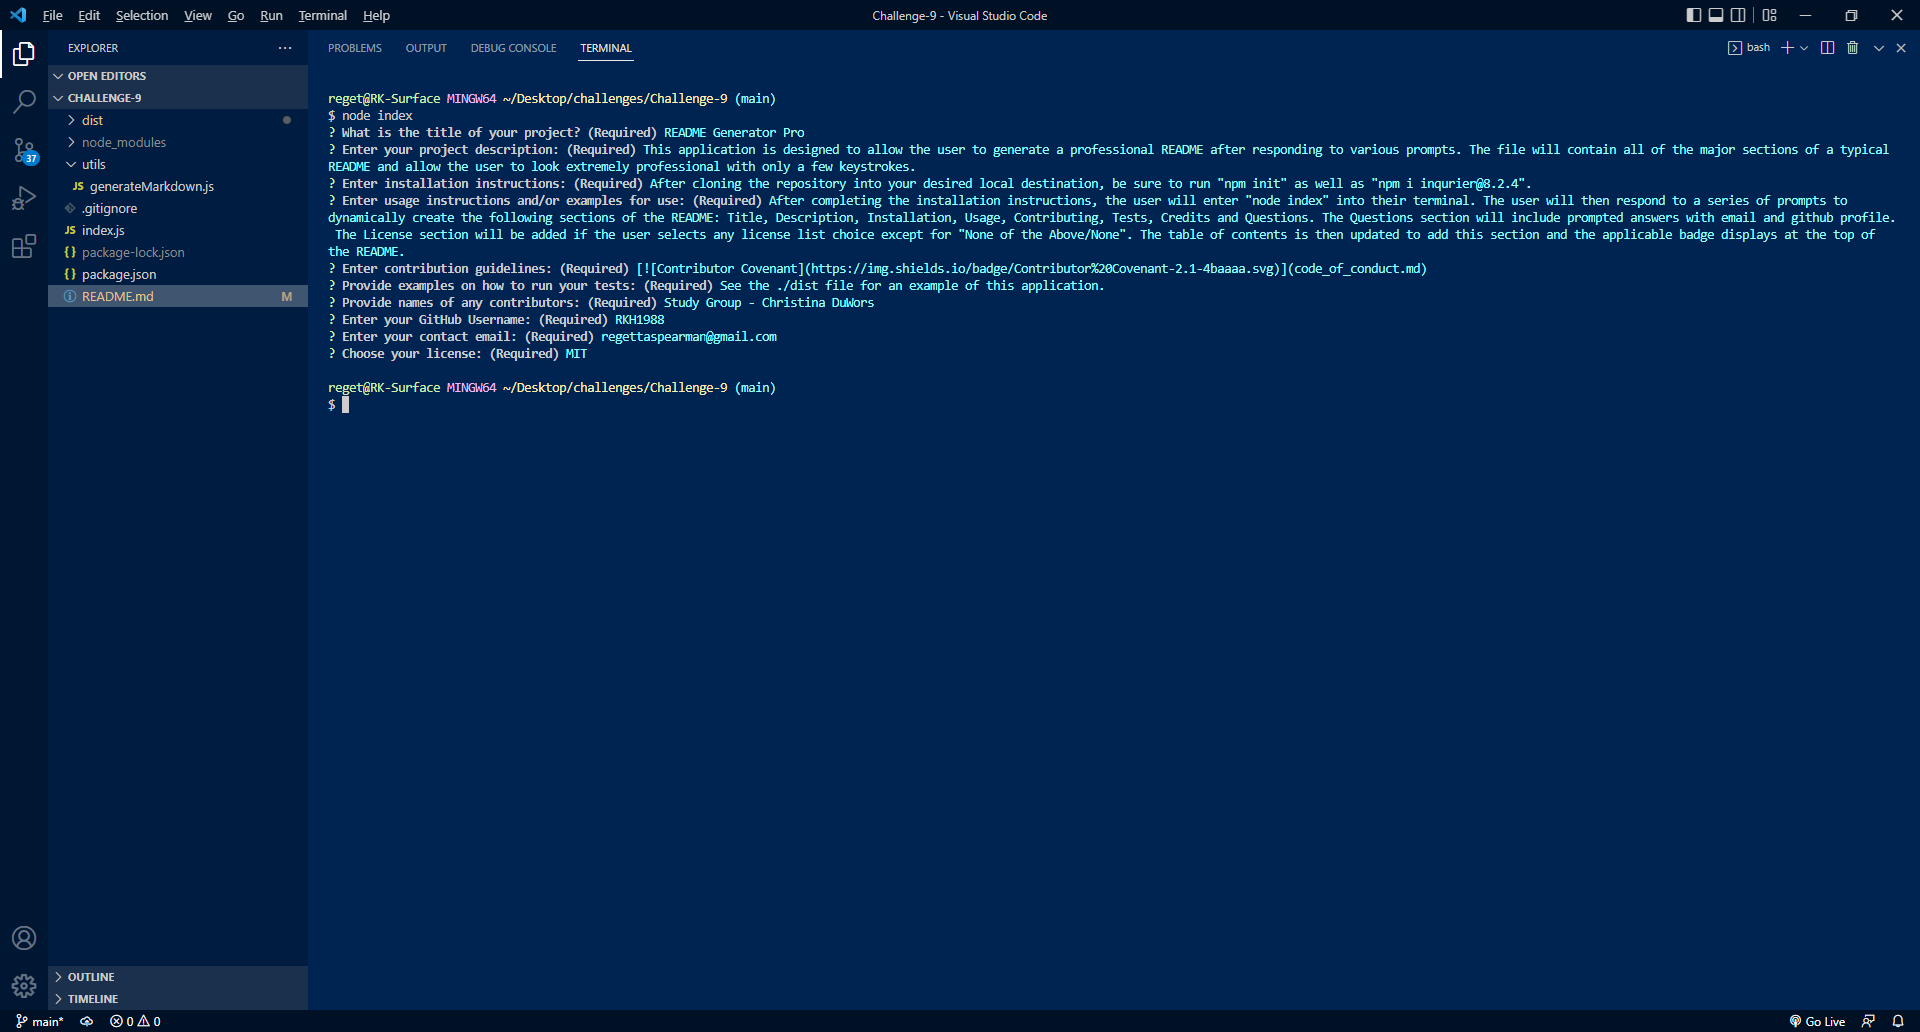 File Edit Selection View Go Run Terminal Help
Challenge-9 - Visual Studio Code
EXPLORER
OPEN EDITORS
CHALLENGE-9
dist
node_modules
utils
JS generateMarkdown.js
.gitignore
JS index.js
{} package-lock.json
{} package.json
README.md M
37
OUTLINE
TIMELINE
PROBLEMS OUTPUT DEBUG CONSOLE TERMINAL
bash
reget@RK-Surface MINGW64 ~/Desktop/challenges/Challenge-9 (main)
$ node index
? What is the title of your project? (Required) README Generator Pro
? Enter your project description: (Required) This application is designed to allow the user to generate a professional README after responding to various prompts. The file will contain all of the major sections of a typical
README and allow the user to look extremely professional with only a few keystrokes.
? Enter installation instructions: (Required) After cloning the repository into your desired local destination, be sure to run "npm init" as well as "npm i inqurier@8.2.4".
? Enter usage instructions and/or examples for use: (Required) After completing the installation instructions, the user will enter "node index" into their terminal. The user will then respond to a series of prompts to
dynamically create the following sections of the README: Title, Description, Installation, Usage, Contributing, Tests, Credits and Questions. The Questions section will include prompted answers with email and github profile.
The License section will be added if the user selects any license list choice except for "None of the Above/None". The table of contents is then updated to add this section and the applicable badge displays at the top of
the README.
? Enter contribution guidelines: (Required) [![Contributor Covenant](https://img.shields.io/badge/Contributor%20Covenant-2.1-4baaaa.svg)](code_of_conduct.md)
? Provide examples on how to run your tests: (Required) See the ./dist file for an example of this application.
? Provide names of any contributors: (Required) Study Group - Christina DuWors
? Enter your GitHub Username: (Required) RKH1988
? Enter your contact email: (Required) regettaspearman@gmail.com
? Choose your license: (Required) MIT
reget@RK-Surface MINGW64 ~/Desktop/challenges/Challenge-9 (main)
$
main* 0 0
Go Live